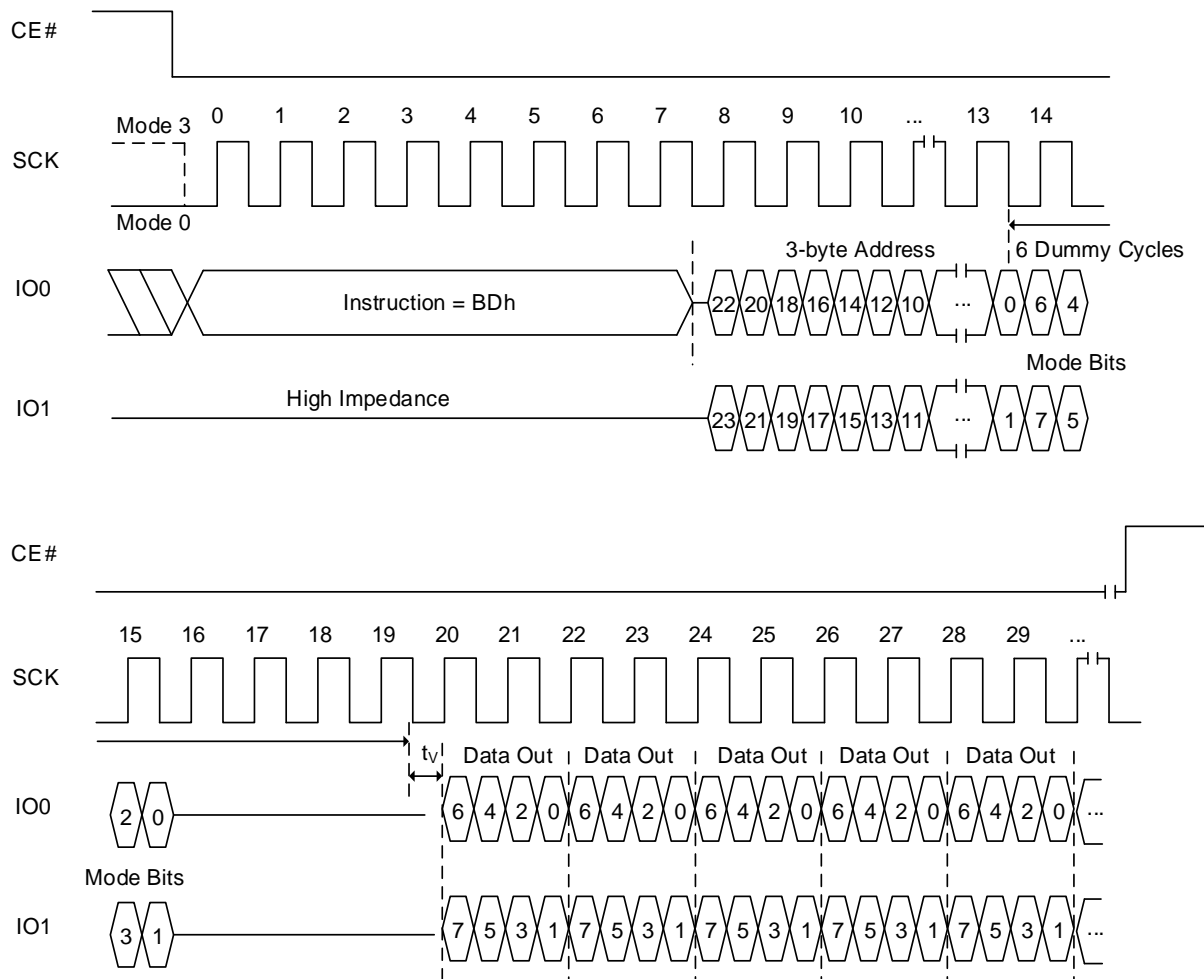 CE#
0 1 2 3 4 5 6 7 8 9 10 ... 13 14
Mode 3
SCK
Mode 0
3-byte Address 6 Dummy Cycles
IO0 Instruction = BDh 22 20 18 16 14 12 10 ... 0 6 4
Mode Bits
IO1 High Impedance 23 21 19 17 15 13 11 ... 1 7 5
CE#
15 16 17 18 19 20 21 22 23 24 25 26 27 28 29 ...
SCK
tV Data Out Data Out Data Out Data Out Data Out
IO0 2 0 6 4 2 0 6 4 2 0 6 4 2 0 6 4 2 0 6 4 2 0 ...
Mode Bits
IO1 3 1 7 5 3 1 7 5 3 1 7 5 3 1 7 5 3 1 7 5 3 1 ...